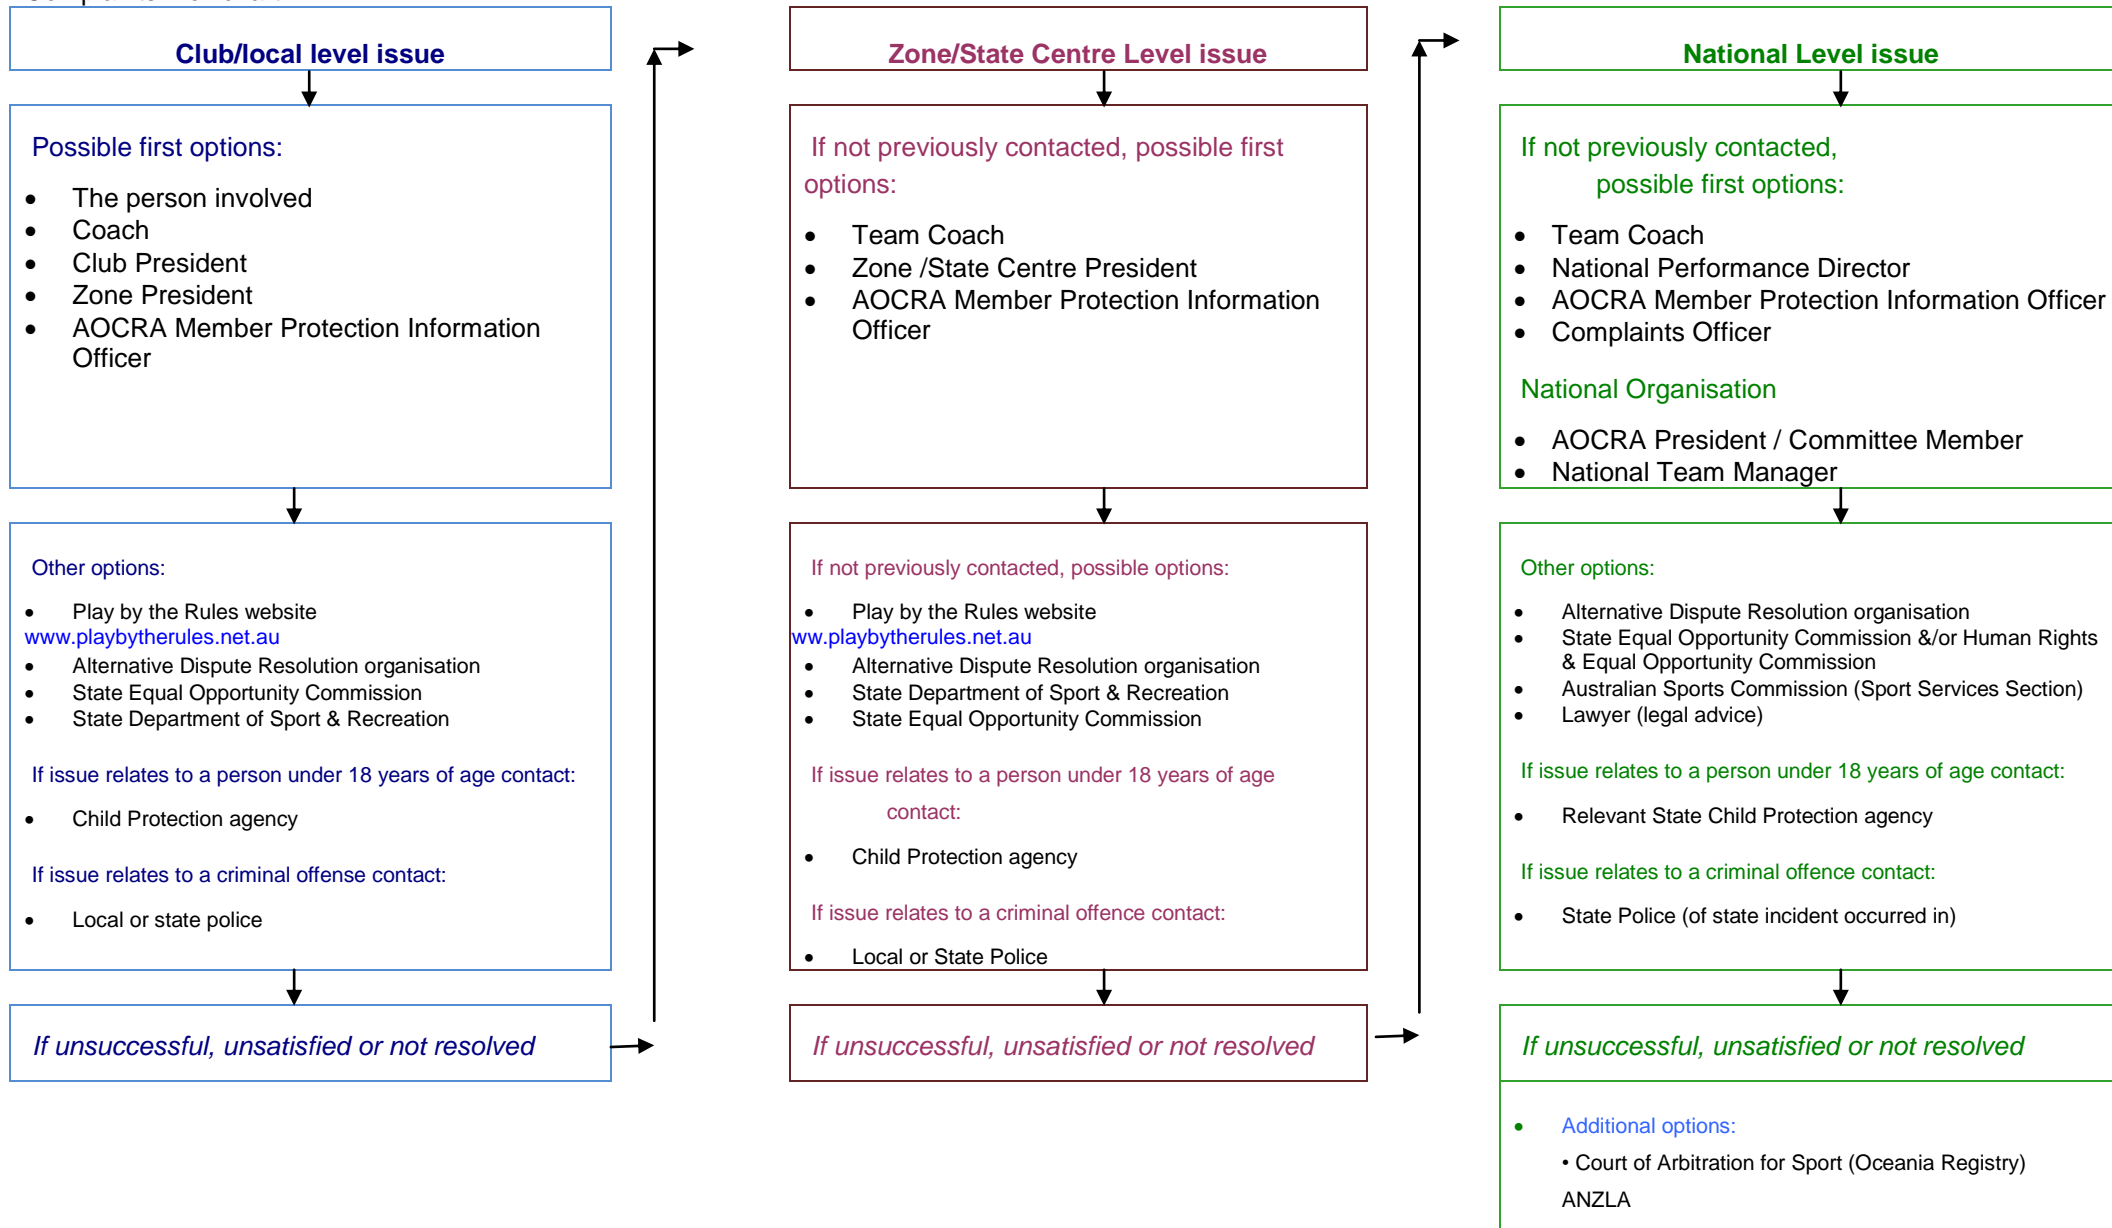 Club/local level issue
Possible first options:
• The person involved
• Coach
• Club President
• Zone President
• AOCRA Member Protection Information
Officer
Other options:
• Play by the Rules website
www.playbytherules.net.au
• Alternative Dispute Resolution organisation
• State Equal Opportunity Commission
• State Department of Sport & Recreation
If issue relates to a person under 18 years of age contact:
• Child Protection agency
If issue relates to a criminal offense contact:
• Local or state police
If unsuccessful, unsatisfied or not resolved
Zone/State Centre Level issue
If not previously contacted, possible first
options:
• Team Coach
• Zone /State Centre President
• AOCRA Member Protection Information
Officer
If not previously contacted, possible options:
• Play by the Rules website
ww.playbytherules.net.au
• Alternative Dispute Resolution organisation
• State Department of Sport & Recreation
• State Equal Opportunity Commission
If issue relates to a person under 18 years of age
contact:
• Child Protection agency
If issue relates to a criminal offence contact:
• Local or State Police
If unsuccessful, unsatisfied or not resolved
National Level issue
If not previously contacted,
possible first options:
• Team Coach
• National Performance Director
• AOCRA Member Protection Information Officer
• Complaints Officer
National Organisation
• AOCRA President / Committee Member
• National Team Manager
Other options:
• Alternative Dispute Resolution organisation
• State Equal Opportunity Commission &/or Human Rights
& Equal Opportunity Commission
• Australian Sports Commission (Sport Services Section)
• Lawyer (legal advice)
If issue relates to a person under 18 years of age contact:
• Relevant State Child Protection agency
If issue relates to a criminal offence contact:
• State Police (of state incident occurred in)
If unsuccessful, unsatisfied or not resolved
• Additional options:
• Court of Arbitration for Sport (Oceania Registry)
ANZLA